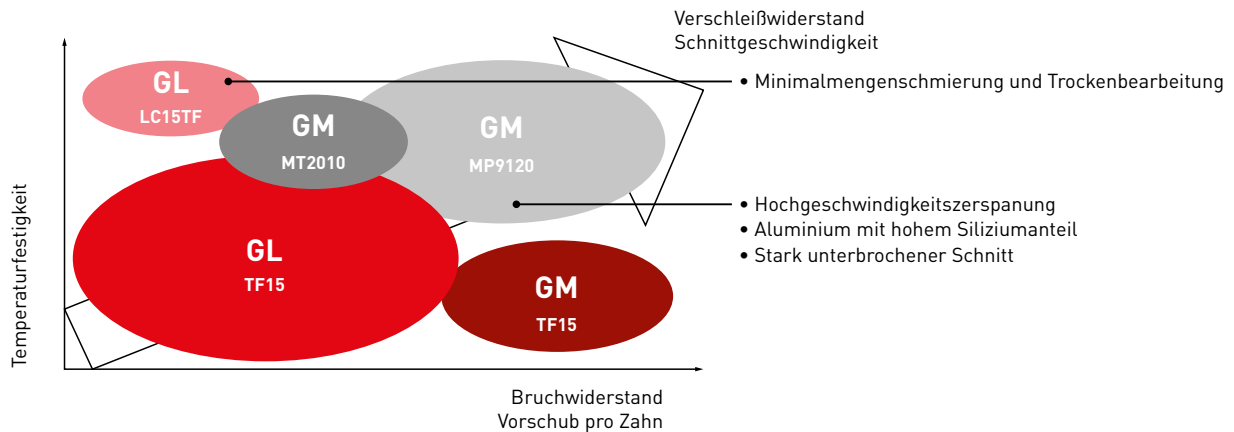 Verschleißwiderstand
Schnittgeschwindigkeit
GL
LC15TF
• Minimalmengenschmierung und Trockenbearbeitung
GM
MT2010
GM
MP9120
• Hochgeschwindigkeitszerspanung
• Aluminium mit hohem Siliziumanteil
• Stark unterbrochener Schnitt
GL
TF15
GM
TF15
Temperaturfestigkeit
Bruchwiderstand
Vorschub pro Zahn